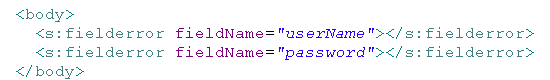 <body>
<s:fielderror fieldName="userName"></s:fielderror>
<s:fielderror fieldName="password"></s:fielderror>
</body>